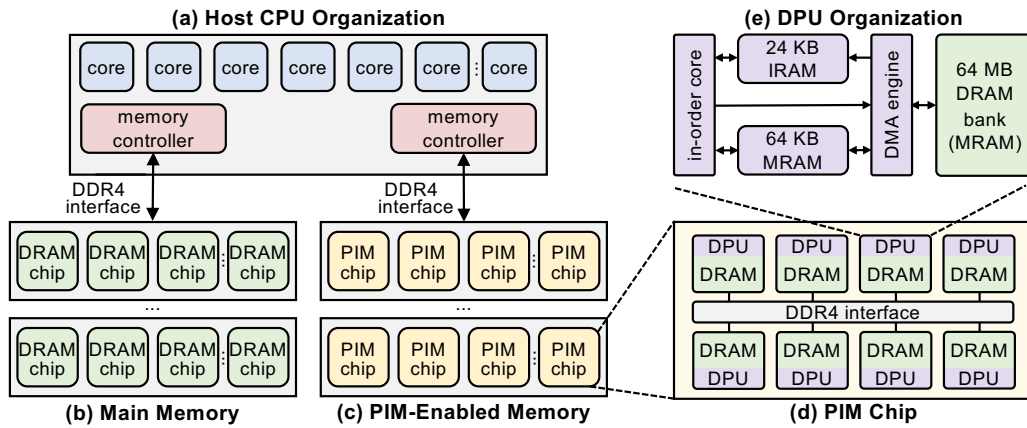 (a) Host CPU Organization
core core core core core core : core
memory controller
memory controller
DDR4 interface
DDR4 interface
DRAM chip DRAM chip DRAM chip : DRAM chip
...
DRAM chip DRAM chip DRAM chip : DRAM chip
(b) Main Memory
PIM chip PIM chip PIM chip : PIM chip
...
PIM chip PIM chip PIM chip : PIM chip
(c) PIM-Enabled Memory
(e) DPU Organization
in-order core
24 KB
IRAM
64 KB
MRAM
DMA engine
64 MB
DRAM
bank
(MRAM)
DPU DPU DPU DPU
DRAM DRAM DRAM DRAM
DDR4 interface
DRAM DRAM DRAM DRAM
DPU DPU DPU DPU
(d) PIM Chip